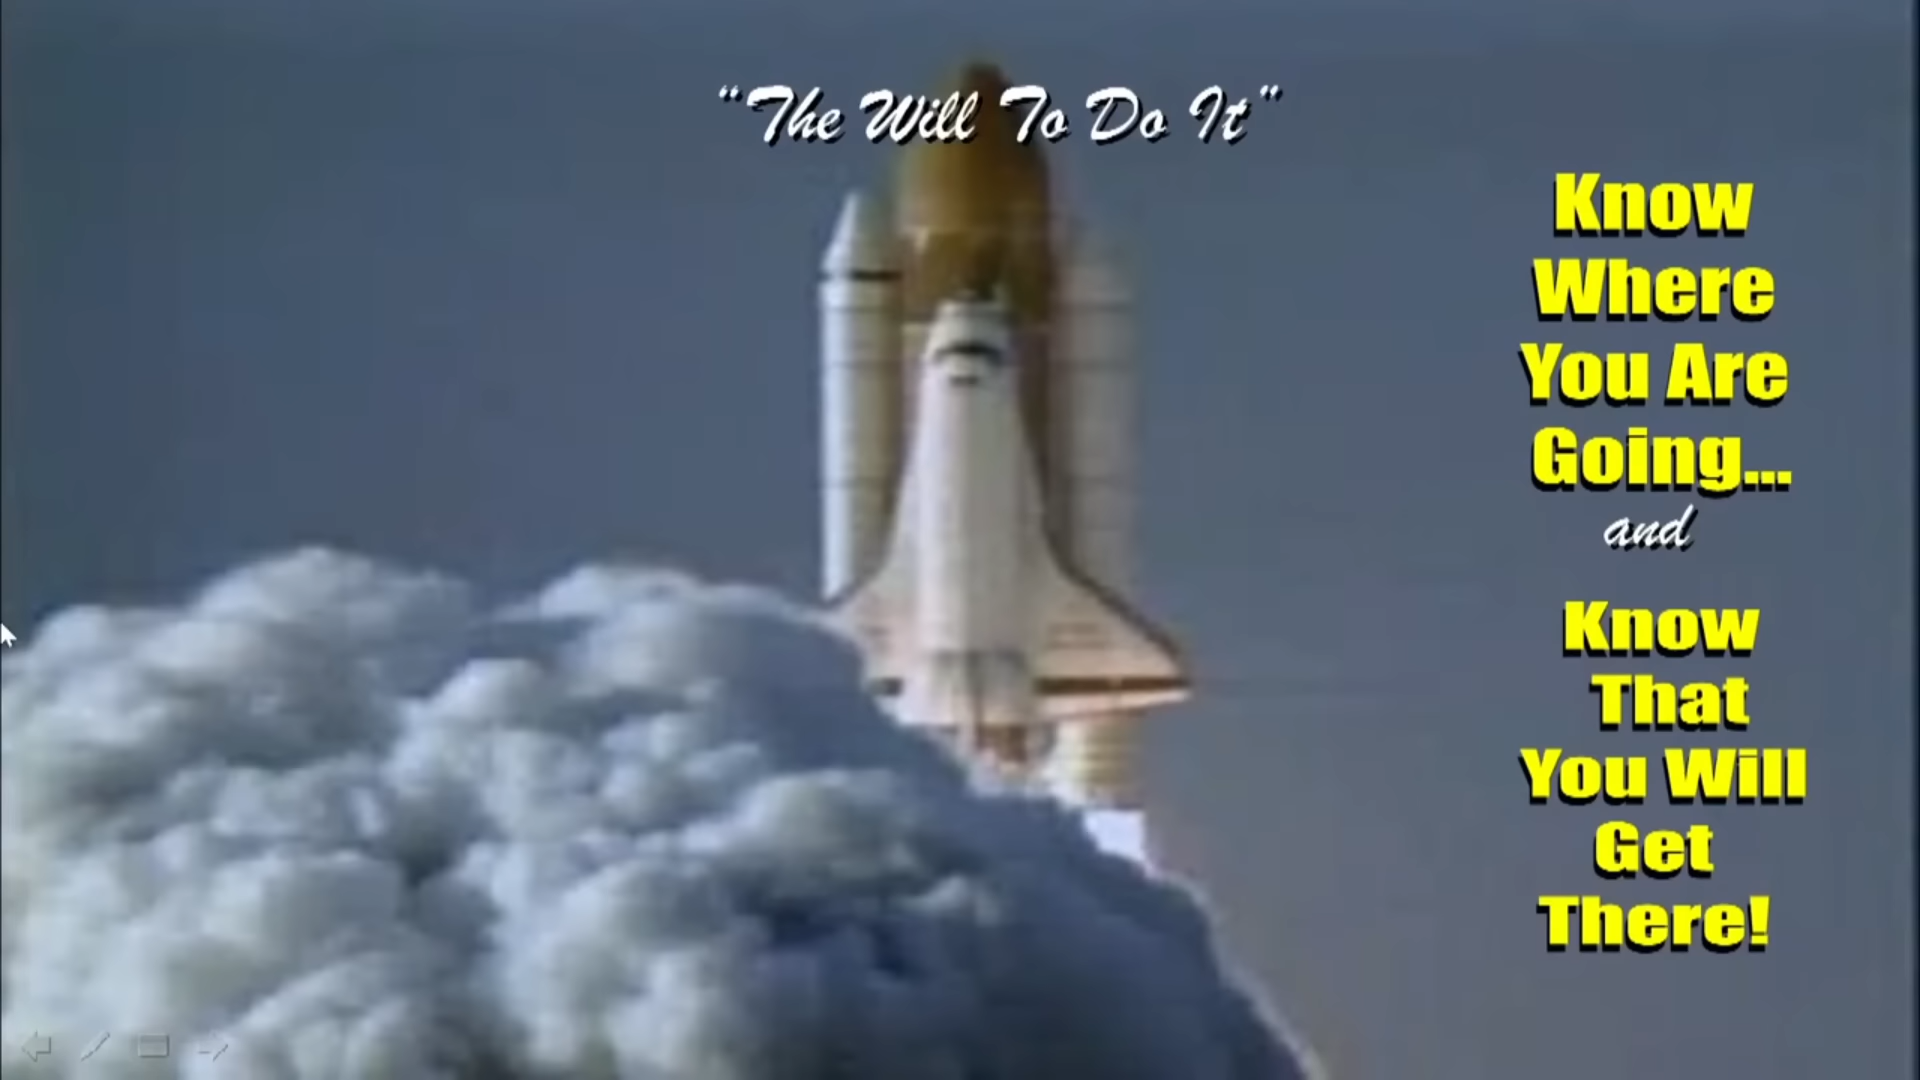 “The Will To Do It”
Know
Where
You Are
Going...
and
Know
That
You Will
Get
There!